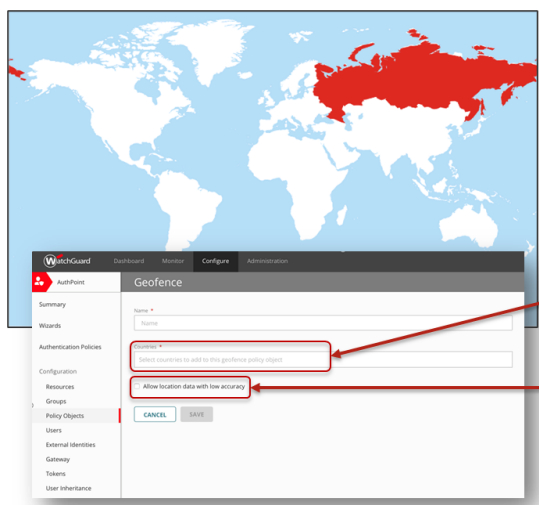 WatchGuard Dashboard Monitor Configure Administration
AuthPoint
Geofence
Summary
Wizards
Authentication Policies
Configuration
Resources
Groups
Policy Objects
Users
External Identities
Gateway
Tokens
User Inheritance
Name *
Name
Countries *
Select countries to add to this geofence policy object
Allow location data with low accuracy
CANCEL SAVE